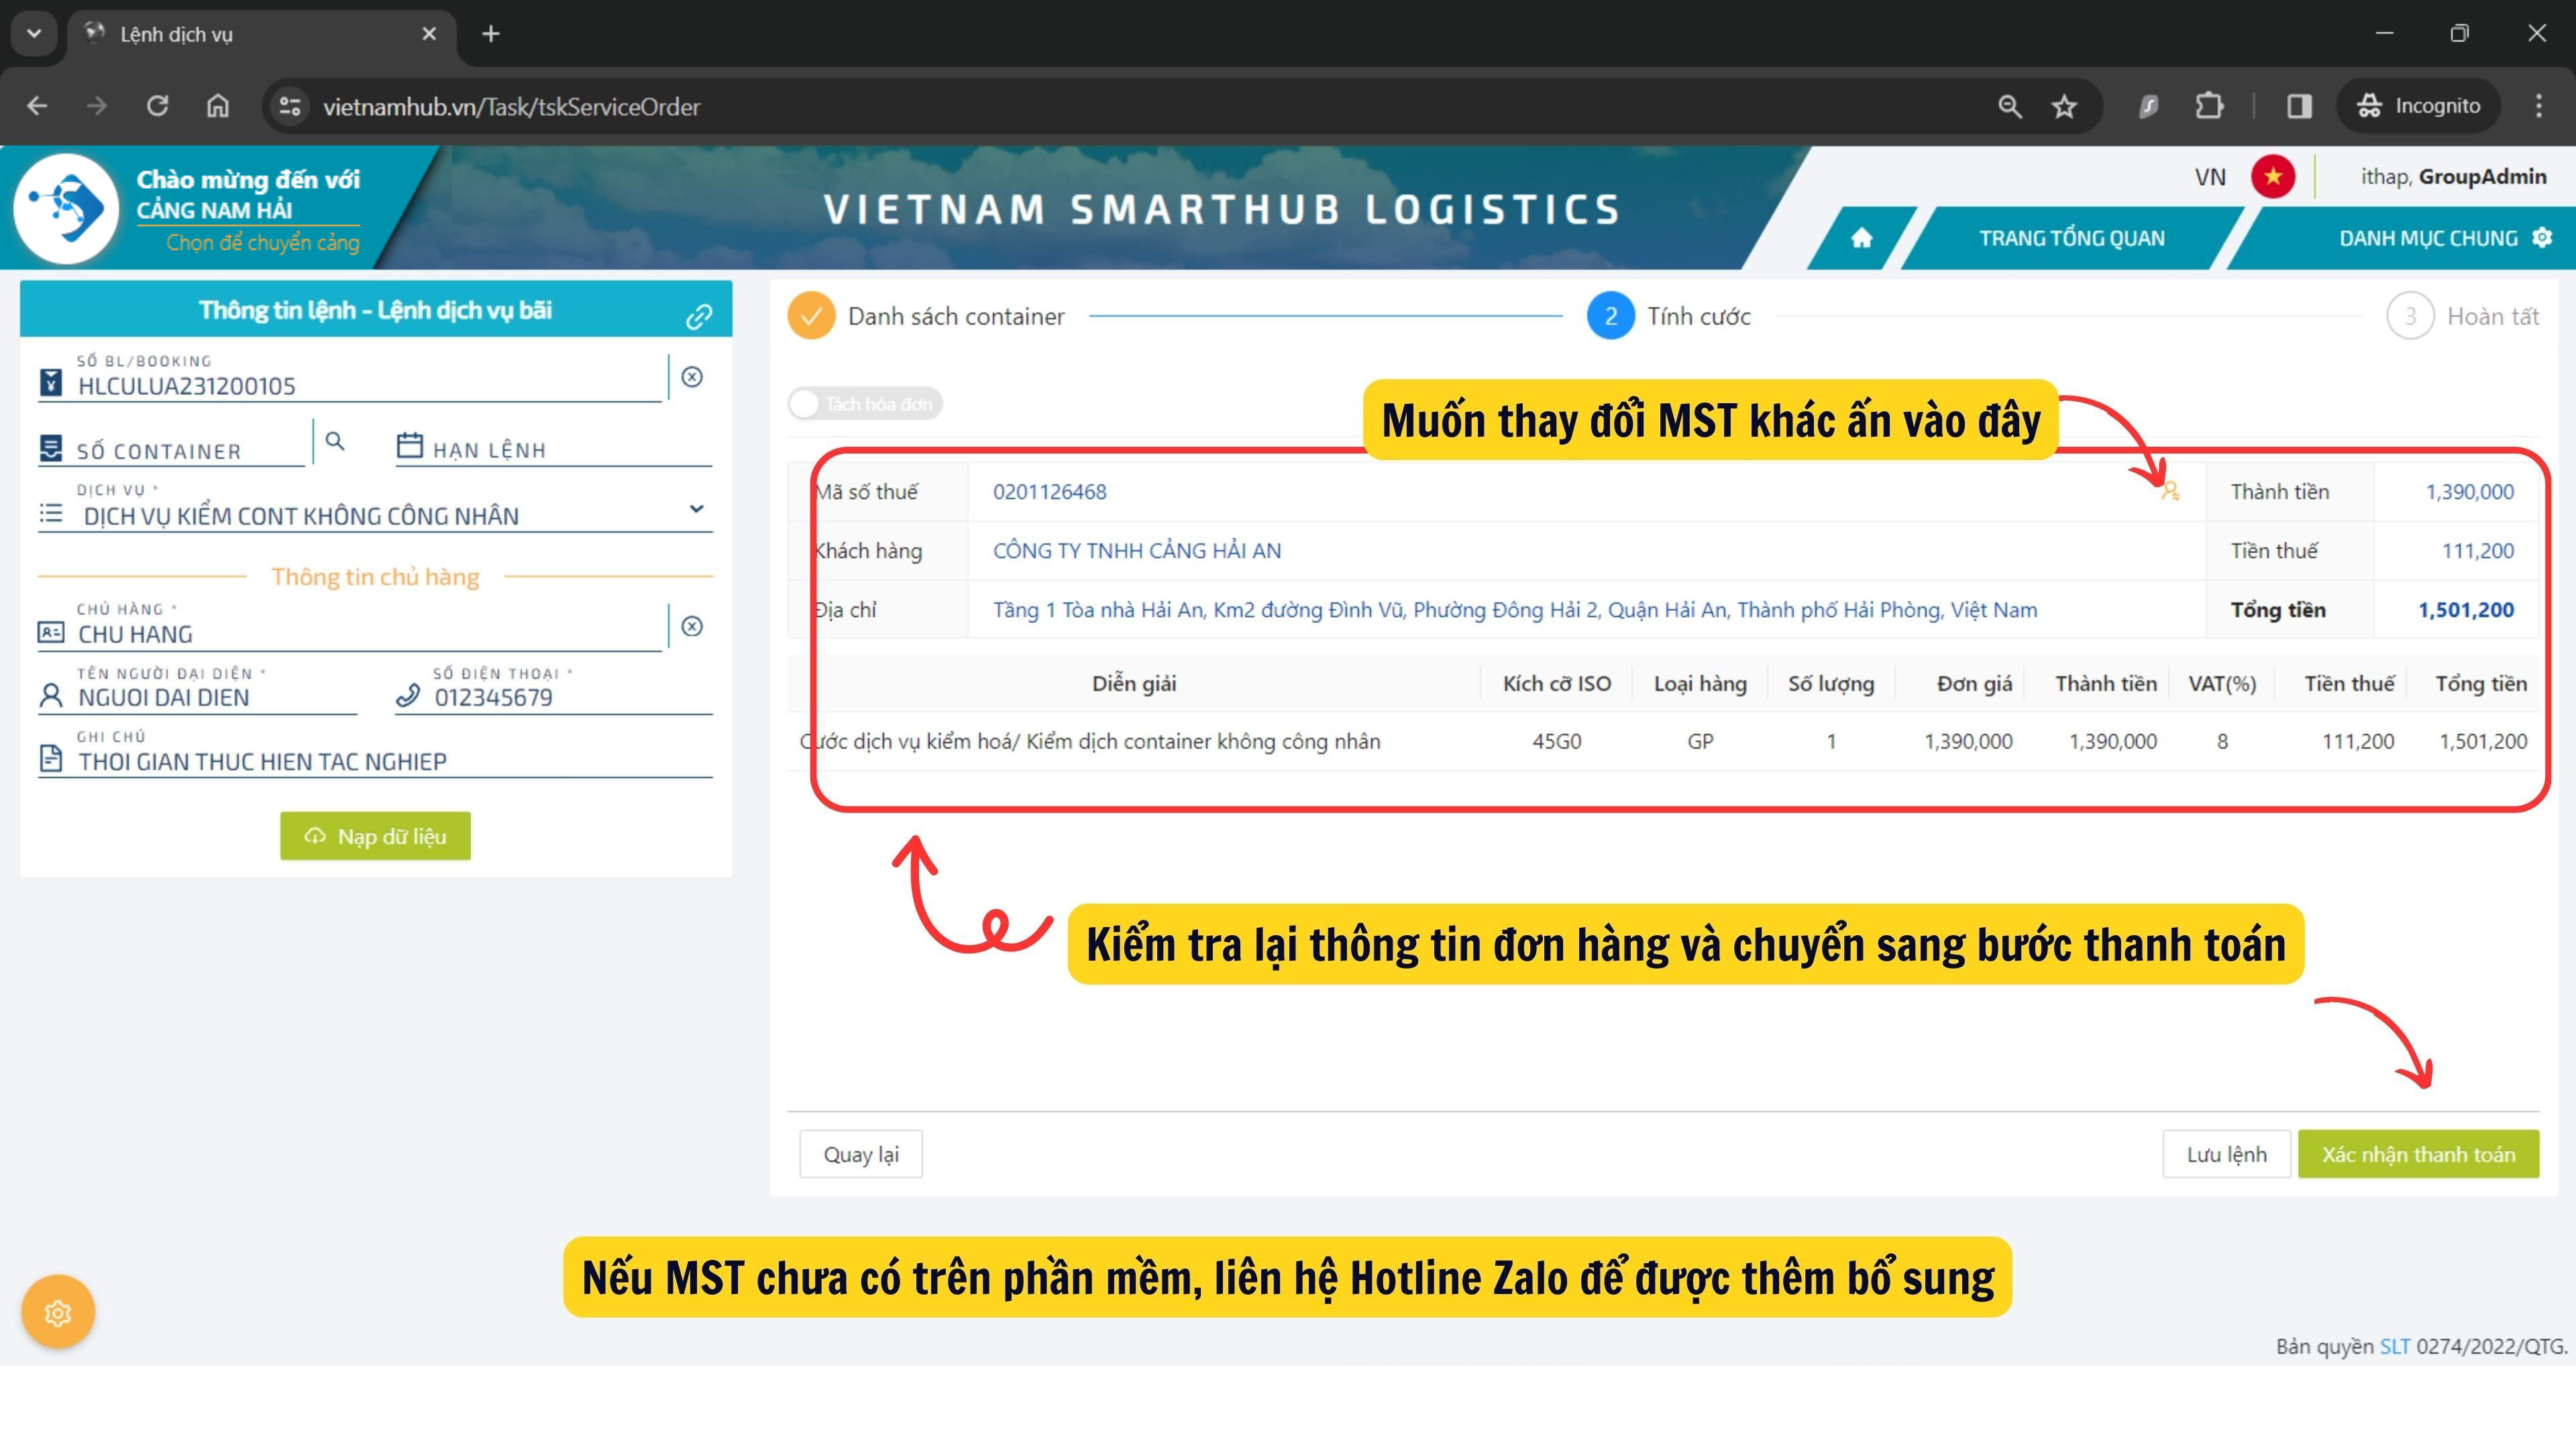 Lệnh dịch vụ
vietnamhub.vn/Task/tskServiceOrder
Incognito
Chào mừng đến với
CẢNG NAM HẢI
Chọn để chuyển cảng
VIETNAM SMARTHUB LOGISTICS
VN
ithap, GroupAdmin
TRANG TỔNG QUAN
DANH MỤC CHUNG
Thông tin lệnh - Lệnh dịch vụ bãi
SỐ BL/BOOKING
HLCULUA231200105
SỐ CONTAINER
HẠN LỆNH
DỊCH VỤ *
DỊCH VỤ KIỂM CONT KHÔNG CÔNG NHÂN
Thông tin chủ hàng
CHỦ HÀNG *
CHU HANG
TÊN NGƯỜI ĐẠI DIỆN *
SỐ ĐIỆN THOẠI *
NGUOI DAI DIEN
012345679
GHI CHÚ
THOI GIAN THUC HIEN TAC NGHIEP
Nạp dữ liệu
Danh sách container
2 Tính cước
3 Hoàn tất
Tách hóa đơn
Muốn thay đổi MST khác ấn vào đây
Mã số thuế 0201126468 Thành tiền 1,390,000
Khách hàng CÔNG TY TNHH CẢNG HẢI AN Tiền thuế 111,200
Địa chỉ Tầng 1 Tòa nhà Hải An, Km2 đường Đình Vũ, Phường Đông Hải 2, Quận Hải An, Thành phố Hải Phòng, Việt Nam Tổng tiền 1,501,200
Diễn giải Kích cỡ ISO Loại hàng Số lượng Đơn giá Thành tiền VAT(%) Tiền thuế Tổng tiền
Cước dịch vụ kiểm hoá/ Kiểm dịch container không công nhân 45G0 GP 1 1,390,000 1,390,000 8 111,200 1,501,200
Kiểm tra lại thông tin đơn hàng và chuyển sang bước thanh toán
Quay lại
Lưu lệnh
Xác nhận thanh toán
Nếu MST chưa có trên phần mềm, liên hệ Hotline Zalo để được thêm bổ sung
Bản quyền SLT 0274/2022/QTG.